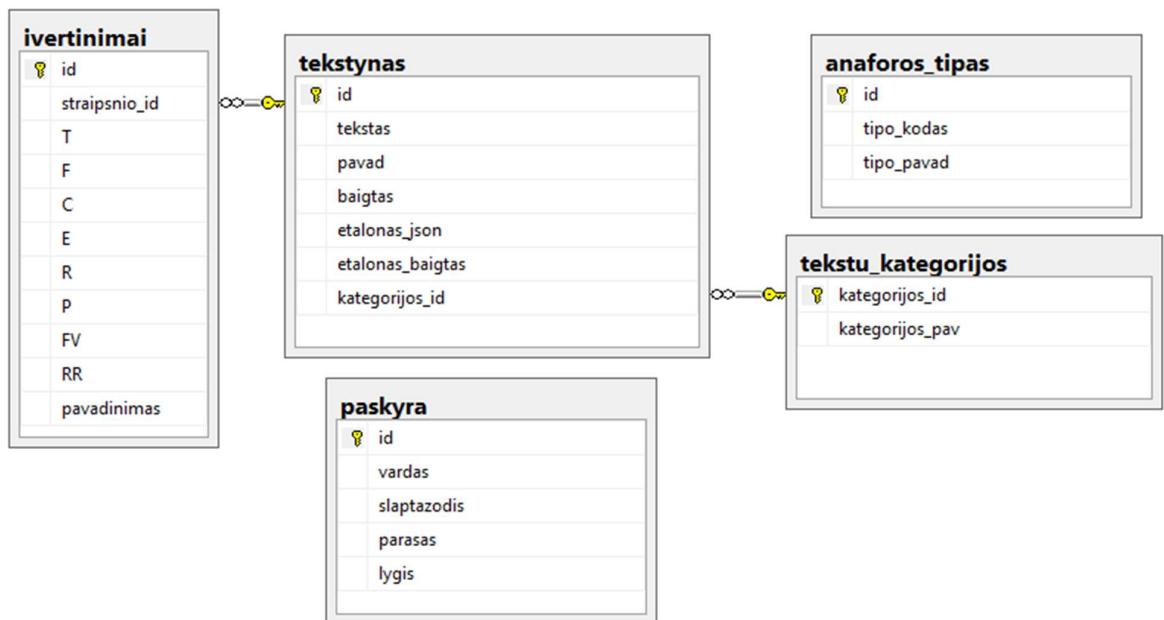 ivertinimai
id
straipsnio_id
T
F
C
E
R
P
FV
RR
pavadinimas
tekstynas
id
tekstas
pavad
baigtas
etalonas_json
etalonas_baigtas
kategorijos_id
anaforos_tipas
id
tipo_kodas
tipo_pavad
tekstu_kategorijos
kategorijos_id
kategorijos_pav
paskyra
id
vardas
slaptazodis
parasas
lygis